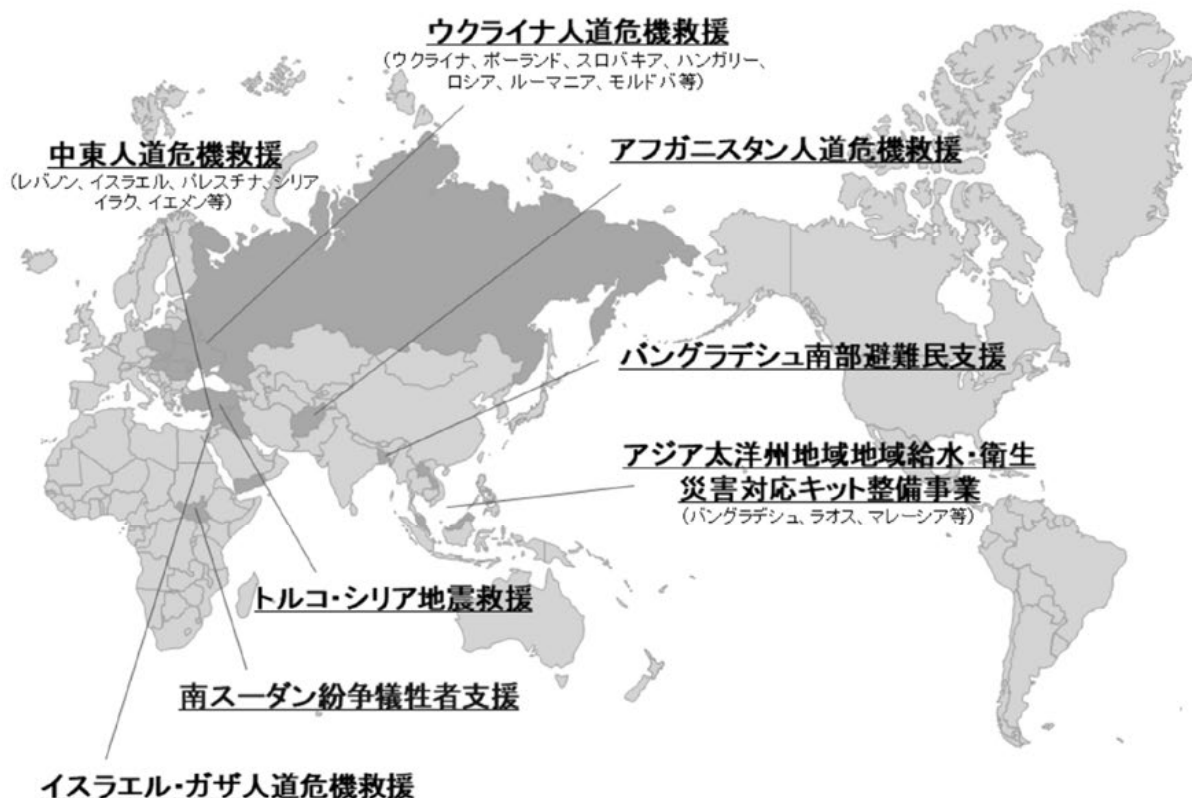 ウクライナ人道危機救援
(ウクライナ、ポーランド、スロバキア、ハンガリー、
ロシア、ルーマニア、モルドバ等)
中東人道危機救援
(レバノン、イスラエル、パレスチナ、シリア
イラク、イエメン等)
アフガニスタン人道危機救援
バングラデシュ南部避難民支援
アジア太洋州地域地域給水・衛生
災害対応キット整備事業
(バングラデシュ、ラオス、マレーシア等)
トルコ・シリア地震救援
南スーダン紛争犠牲者支援
イスラエル・ガザ人道危機救援